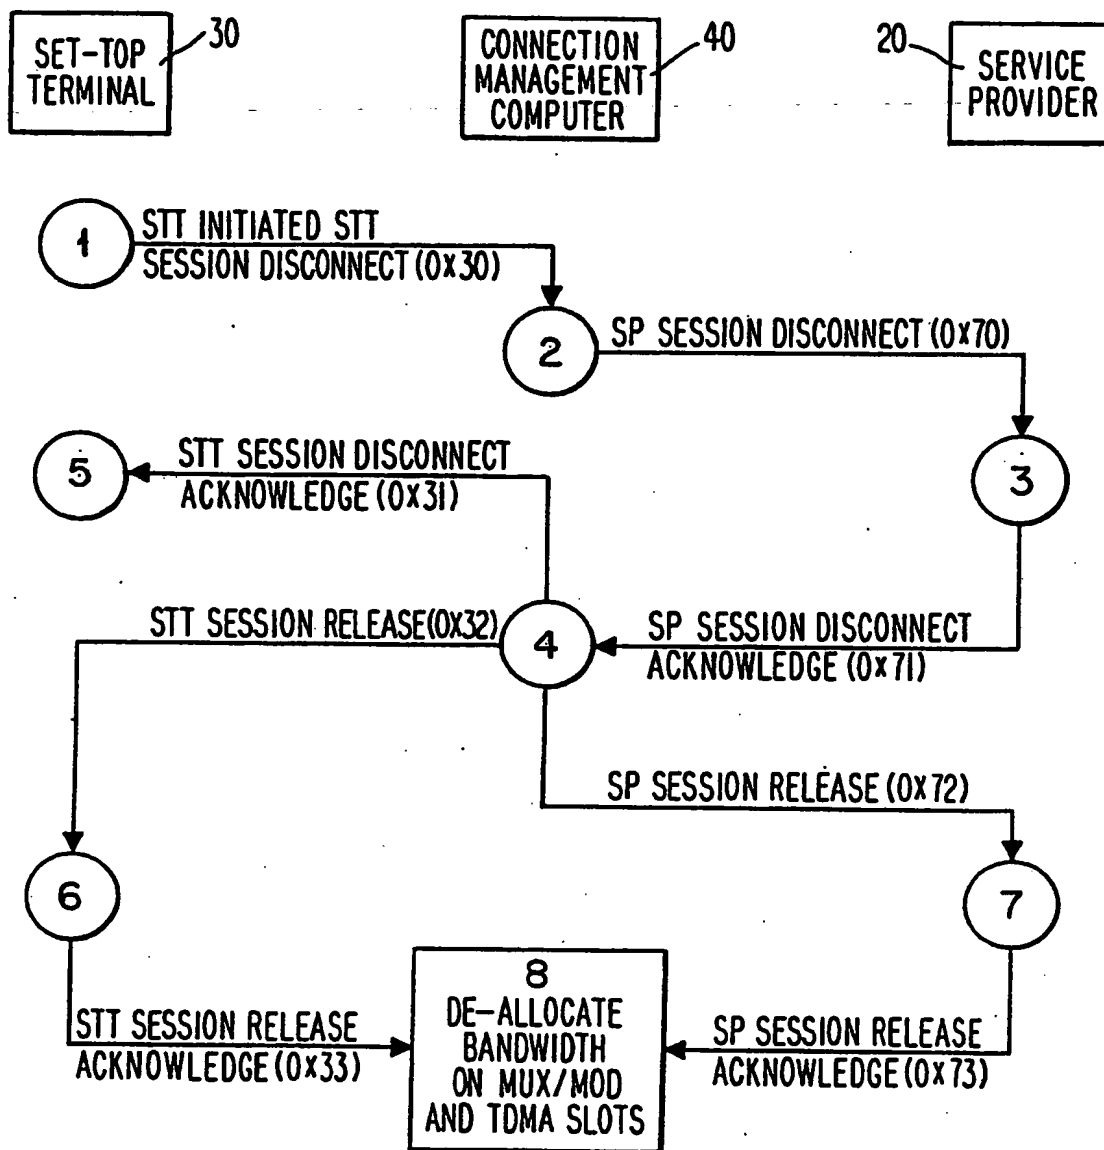 SET-TOP
TERMINAL
30
CONNECTION
MANAGEMENT
COMPUTER
40
20
SERVICE
PROVIDER
1
STT INITIATED STT
SESSION DISCONNECT (0X30)
2
SP SESSION DISCONNECT (0X70)
3
5
STT SESSION DISCONNECT
ACKNOWLEDGE (0X31)
STT SESSION RELEASE (0X32)
4
SP SESSION DISCONNECT
ACKNOWLEDGE (0X71)
SP SESSION RELEASE (0X72)
6
7
STT SESSION RELEASE
ACKNOWLEDGE (0X33)
8
DE-ALLOCATE
BANDWIDTH
ON MUX/MOD
AND TDMA SLOTS
SP SESSION RELEASE
ACKNOWLEDGE (0X73)